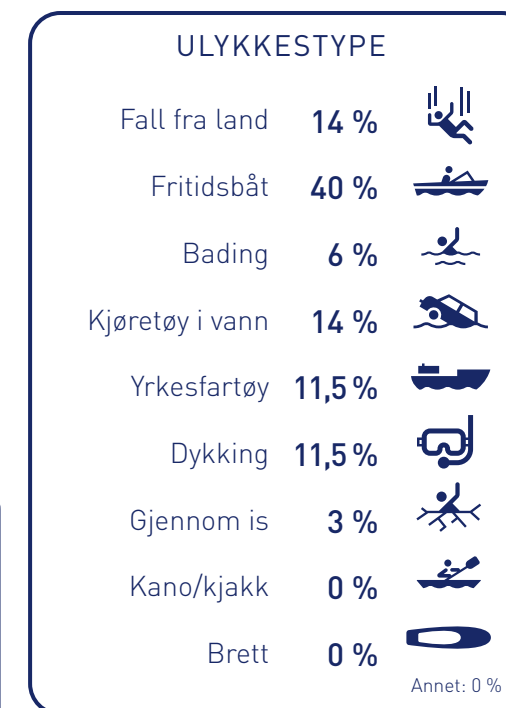 ULYKKESTYPE
Fall fra land 14 %
Fritidsbåt 40 %
Bading 6 %
Kjøretøy i vann 14 %
Yrkesfartøy 11,5 %
Dykking 11,5 %
Gjennom is 3 %
Kano/kjakk 0 %
Brett 0 %
Annet: 0 %